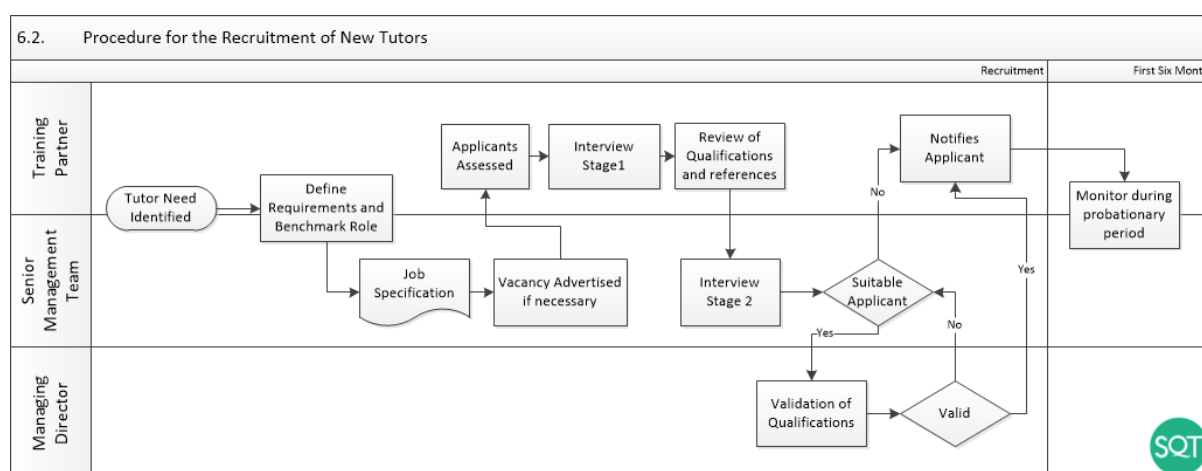 6.2. Procedure for the Recruitment of New Tutors
Recruitment
First Six Mont
Training
Partner
Tutor Need
Identified
Define
Requirements and
Benchmark Role
Applicants
Assessed
Interview
Stage1
Review of
Qualifications
and references
Notifies
Applicant
Monitor during
probationary
period
No
Senior
Management
Team
Job
Specification
Vacancy Advertised
if necessary
Interview
Stage 2
Suitable
Applicant
Yes
No
Yes
Managing
Director
Validation of
Qualifications
Valid
SQT